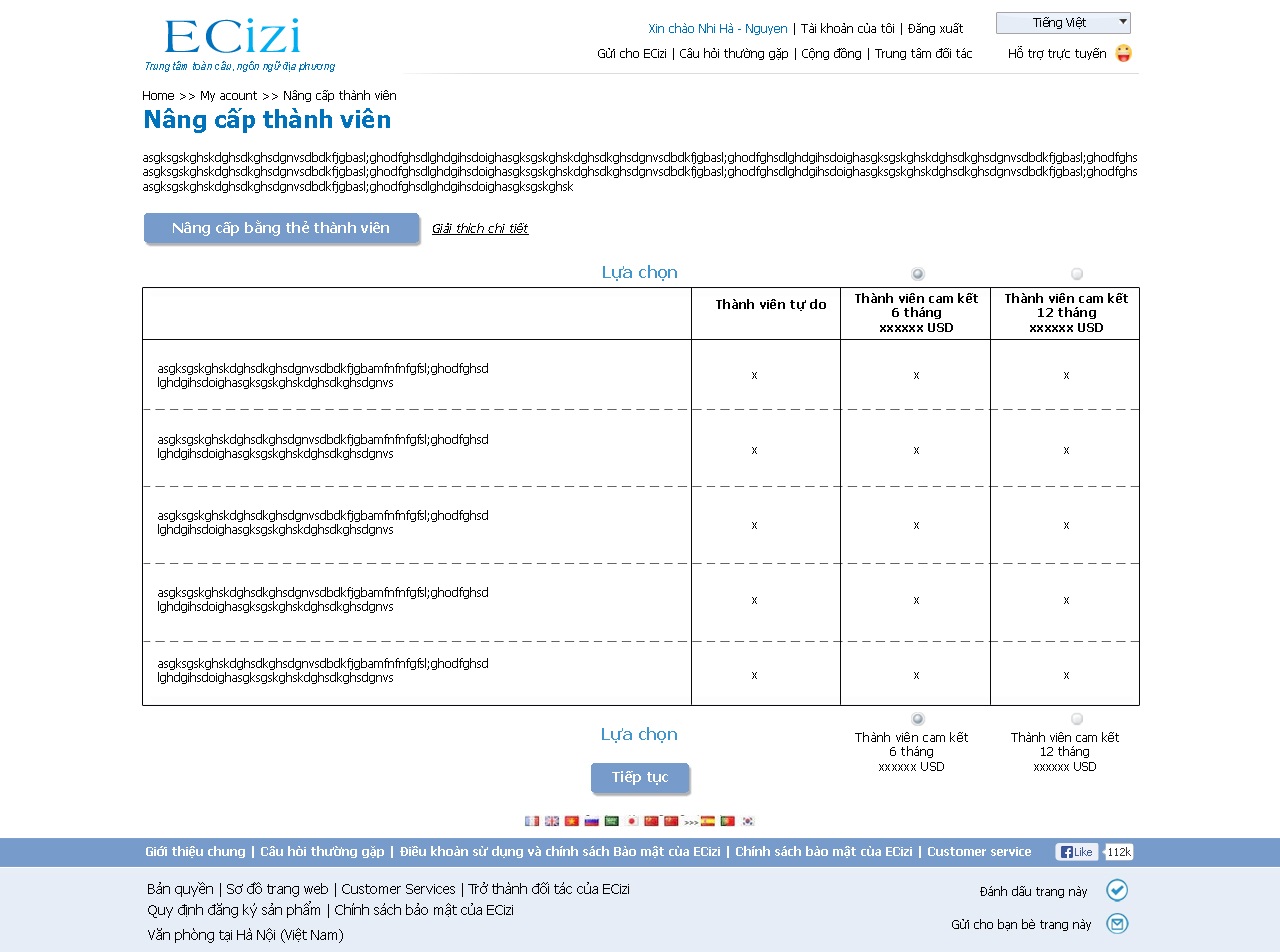 ECizi
Trung tâm toàn cầu, ngôn ngữ địa phương
Xin chào Nhi Hà - Nguyen | Tài khoản của tôi | Đăng xuất
Tiếng Việt
Gửi cho ECizi | Câu hỏi thường gặp | Cộng đồng | Trung tâm đối tác
Hỗ trợ trực tuyến
Home >> My acount >> Nâng cấp thành viên
Nâng cấp thành viên
asgksgskghskdghsdkghsdgnvsdbdkfjgbasl;ghodfghsdlghdgihsdoighasgksgskghskdghsdkghsdgnvsdbdkfjgbasl;ghodfghsdlghdgihsdoighasgksgskghskdghsdkghsdgnvsdbdkfjgbasl;ghodfghs
asgksgskghskdghsdkghsdgnvsdbdkfjgbasl;ghodfghsdlghdgihsdoighasgksgskghskdghsdkghsdgnvsdbdkfjgbasl;ghodfghsdlghdgihsdoighasgksgskghskdghsdkghsdgnvsdbdkfjgbasl;ghodfghs
asgksgskghskdghsdkghsdgnvsdbdkfjgbasl;ghodfghsdlghdgihsdoighasgksgskghsk
Nâng cấp bằng thẻ thành viên
Giải thích chi tiết
Lựa chọn
Thành viên tự do
Thành viên cam kết
6 tháng
xxxxxx USD
Thành viên cam kết
12 tháng
xxxxxx USD
asgksgskghskdghsdkghsdgnvsdbdkfjgbamfnfnfgfsl;ghodfghsd
lghdgihsdoighasgksgskghskdghsdkghsdgnvs
x x x
asgksgskghskdghsdkghsdgnvsdbdkfjgbamfnfnfgfsl;ghodfghsd
lghdgihsdoighasgksgskghskdghsdkghsdgnvs
x x x
asgksgskghskdghsdkghsdgnvsdbdkfjgbamfnfnfgfsl;ghodfghsd
lghdgihsdoighasgksgskghskdghsdkghsdgnvs
x x x
asgksgskghskdghsdkghsdgnvsdbdkfjgbamfnfnfgfsl;ghodfghsd
lghdgihsdoighasgksgskghskdghsdkghsdgnvs
x x x
asgksgskghskdghsdkghsdgnvsdbdkfjgbamfnfnfgfsl;ghodfghsd
lghdgihsdoighasgksgskghskdghsdkghsdgnvs
x x x
Lựa chọn
Thành viên cam kết
6 tháng
xxxxxx USD
Thành viên cam kết
12 tháng
xxxxxx USD
Tiếp tục
>>>
Giới thiệu chung | Câu hỏi thường gặp | Điều khoản sử dụng và chính sách Bảo mật của ECizi | Chính sách bảo mật của ECizi | Customer service
Like 112k
Bản quyền | Sơ đồ trang web | Customer Services | Trở thành đối tác của ECizi
Quy định đăng ký sản phẩm | Chính sách bảo mật của ECizi
Văn phòng tại Hà Nội (Việt Nam)
Đánh dấu trang này
Gửi cho bạn bè trang này